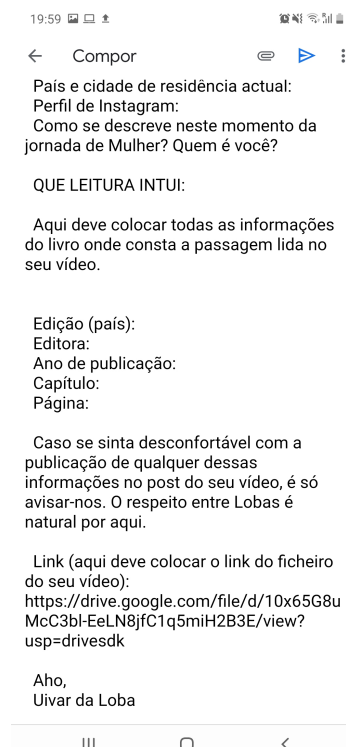 19:59
Compor
País e cidade de residência actual:
Perfil de Instagram:
Como se descreve neste momento da
jornada de Mulher? Quem é você?
QUE LEITURA INTUI:
Aqui deve colocar todas as informações
do livro onde consta a passagem lida no
seu vídeo.
Edição (país):
Editora:
Ano de publicação:
Capítulo:
Página:
Caso se sinta desconfortável com a
publicação de qualquer dessas
informações no post do seu vídeo, é só
avisar-nos. O respeito entre Lobas é
natural por aqui.
Link (aqui deve colocar o link do ficheiro
do seu vídeo):
https://drive.google.com/file/d/10x65G8u
McC3bl-EeLN8jfC1q5miH2B3E/view?
usp=drivesdk
Aho,
Uivar da Loba